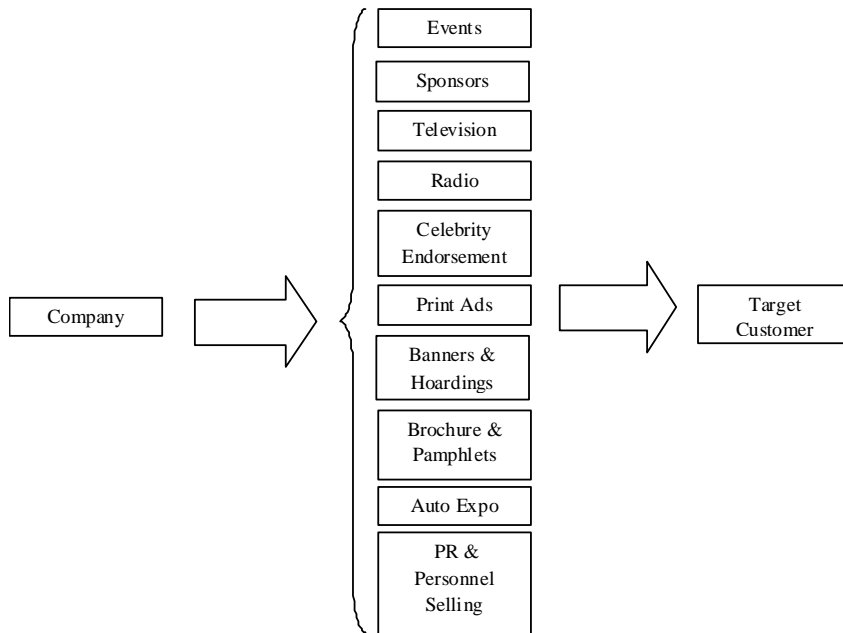 Events
Sponsors
Television
Radio
Celebrity
Endorsement
Company
Print Ads
Target
Customer
Banners &
Hoardings
Brochure &
Pamphlets
Auto Expo
PR &
Personnel
Selling